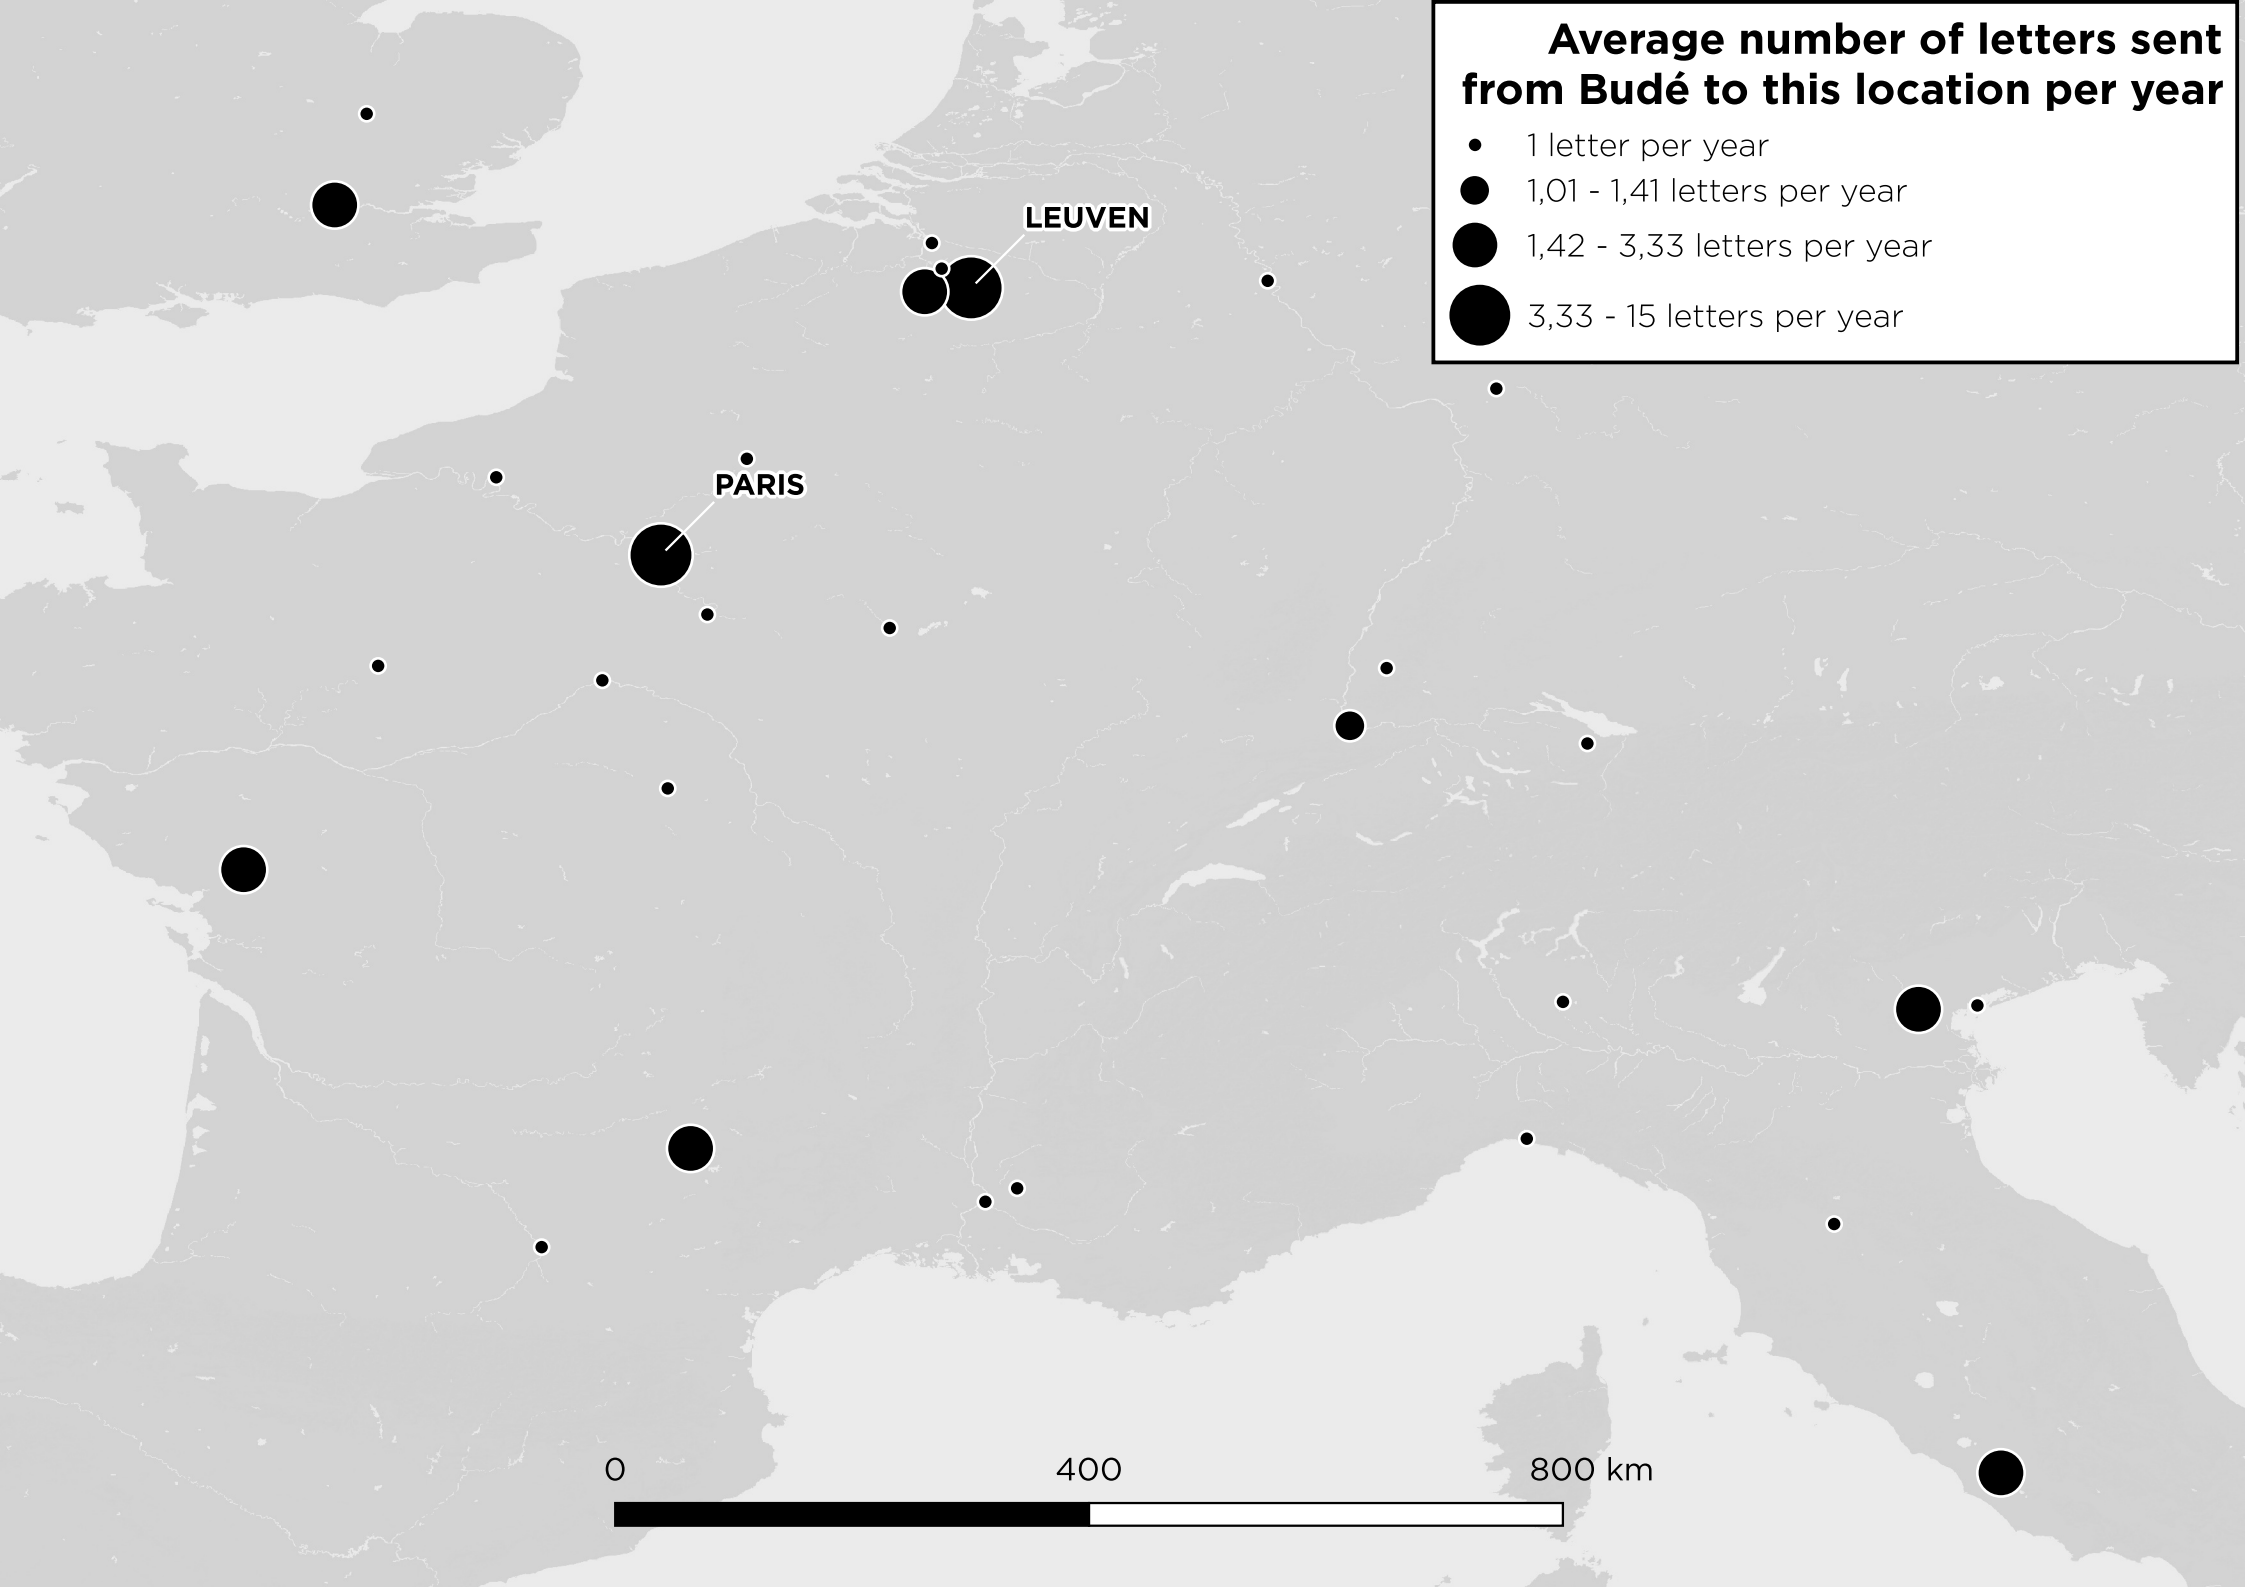 Average number of letters sent
from Budé to this location per year
1 letter per year
1,01 - 1,41 letters per year
1,42 - 3,33 letters per year
3,33 - 15 letters per year
LEUVEN
PARIS
0 400 800 km